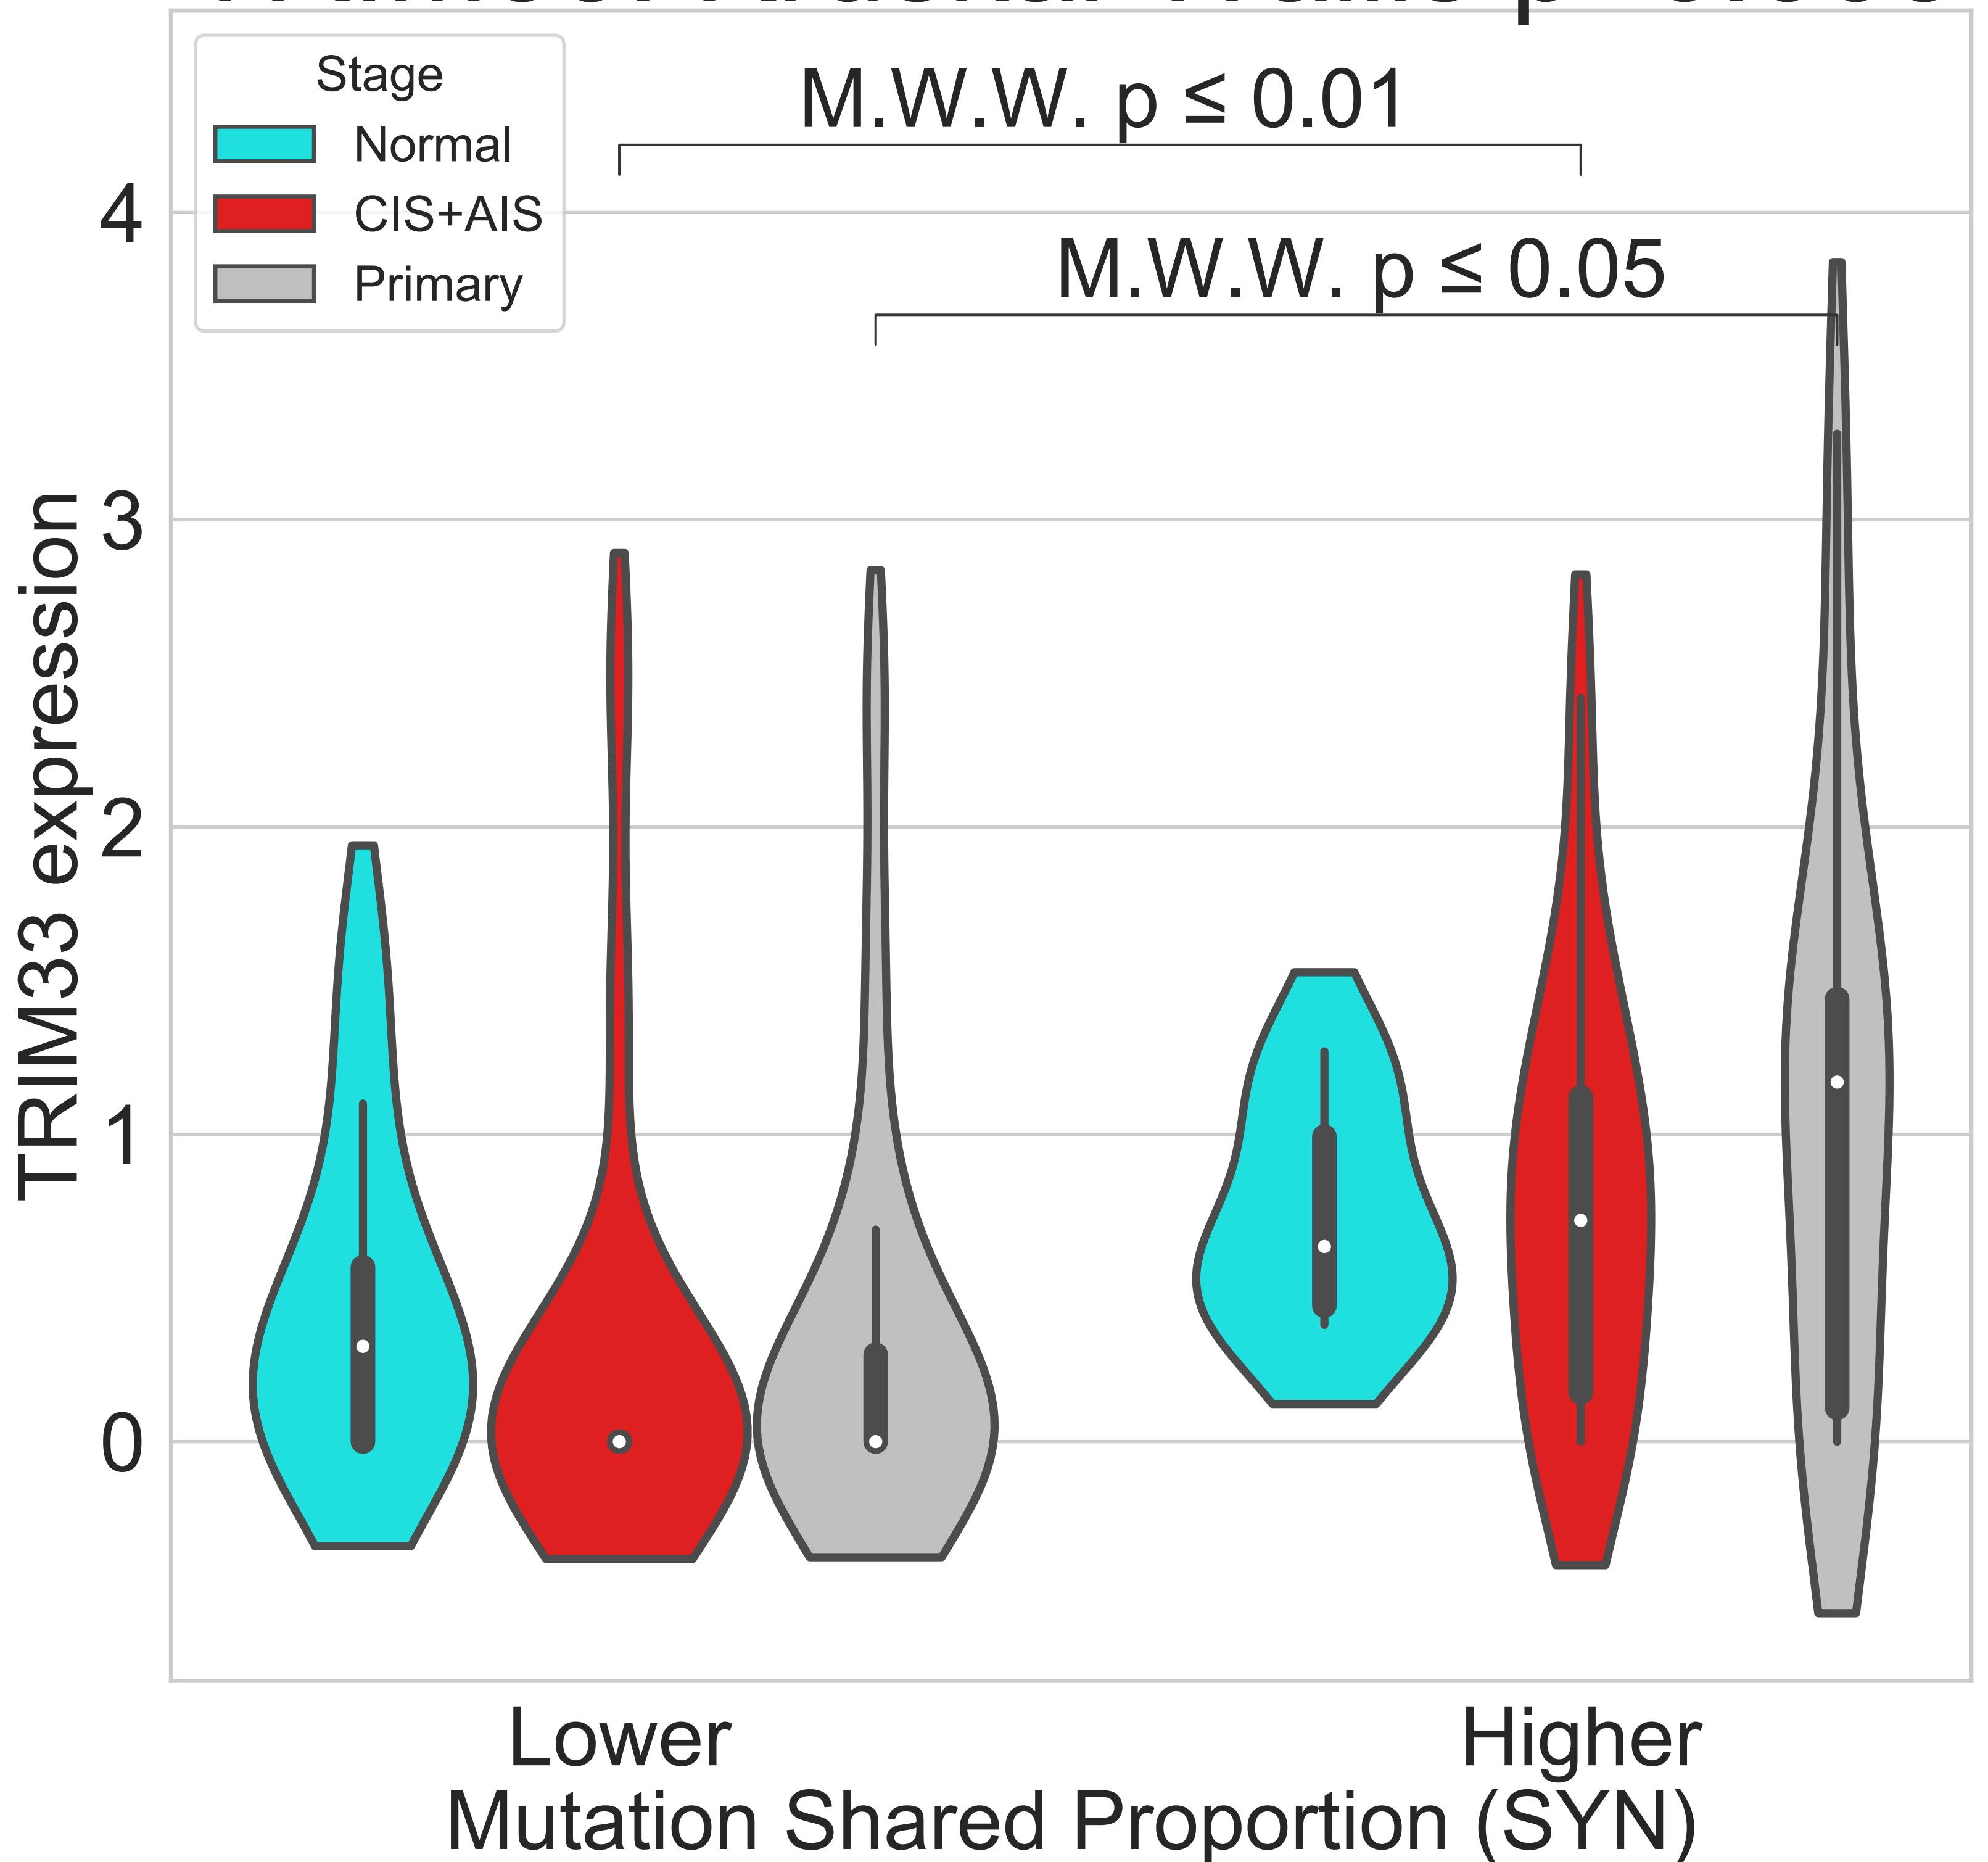 Stage
Normal
CIS+AIS
Primary
M.W.W. p ≤ 0.01
M.W.W. p ≤ 0.05
4
3
2
1
0
TRIM33 expression
Lower
Higher
Mutation Shared Proportion (SYN)